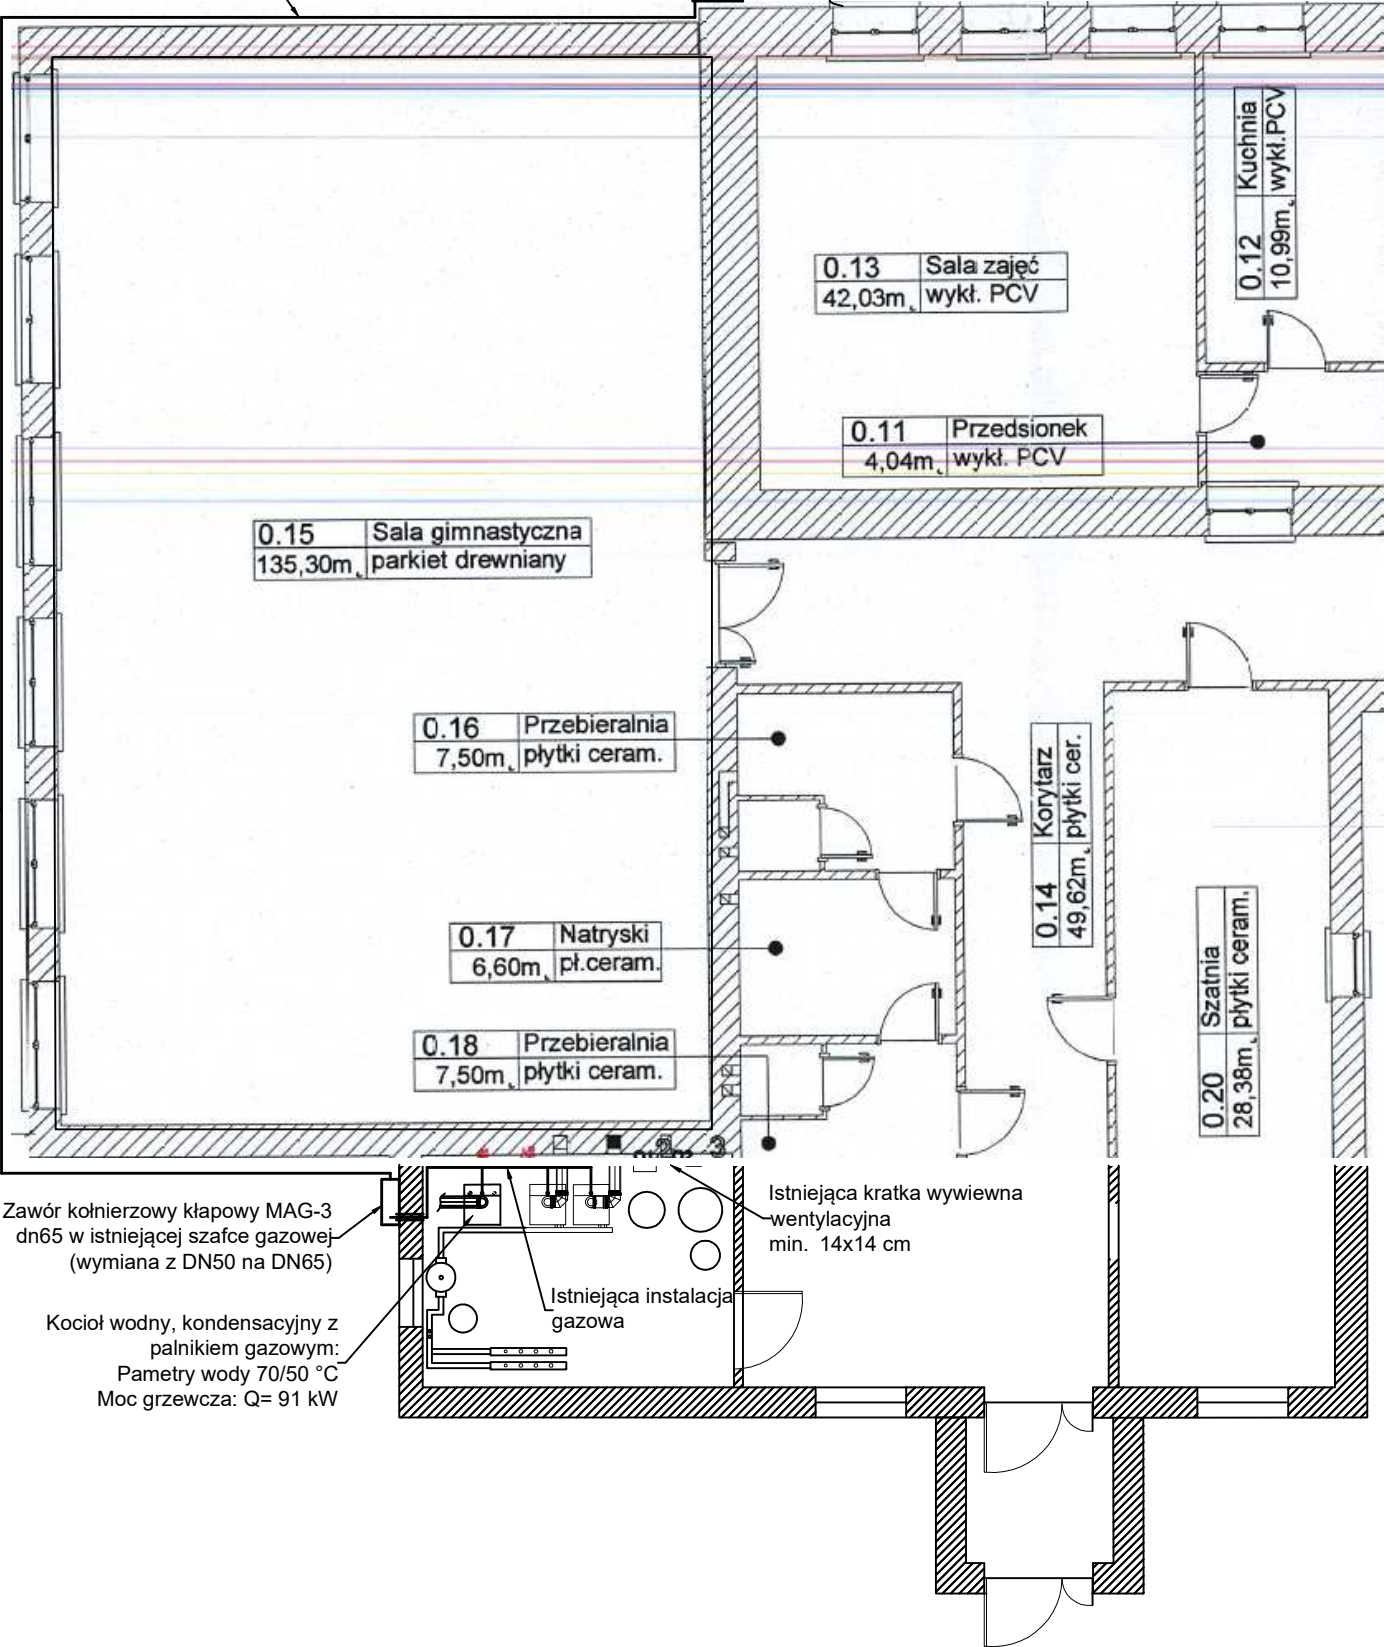 0.12 Kuchnia
10,99m˛ wykł.PCV
0.13 Sala zajęć
42,03m˛ wykł. PCV
0.11 Przedsionek
4,04m˛ wykł. PCV
0.15 Sala gimnastyczna
135,30m˛ parkiet drewniany
0.16 Przebieralnia
7,50m˛ płytki ceram.
0.14 Korytarz
49,62m˛ płytki cer.
0.17 Natryski
6,60m˛ pł.ceram.
0.20 Szatnia
28,38m˛ płytki ceram.
0.18 Przebieralnia
7,50m˛ płytki ceram.
Zawór kołnierzowy kłapowy MAG-3
dn65 w istniejącej szafce gazowej
(wymiana z DN50 na DN65)
Istniejąca kratka wywiewna
wentylacyjna
min. 14x14 cm
Istniejąca instalacja
gazowa
Kocioł wodny, kondensacyjny z
palnikiem gazowym:
Pametry wody 70/50 °C
Moc grzewcza: Q= 91 kW